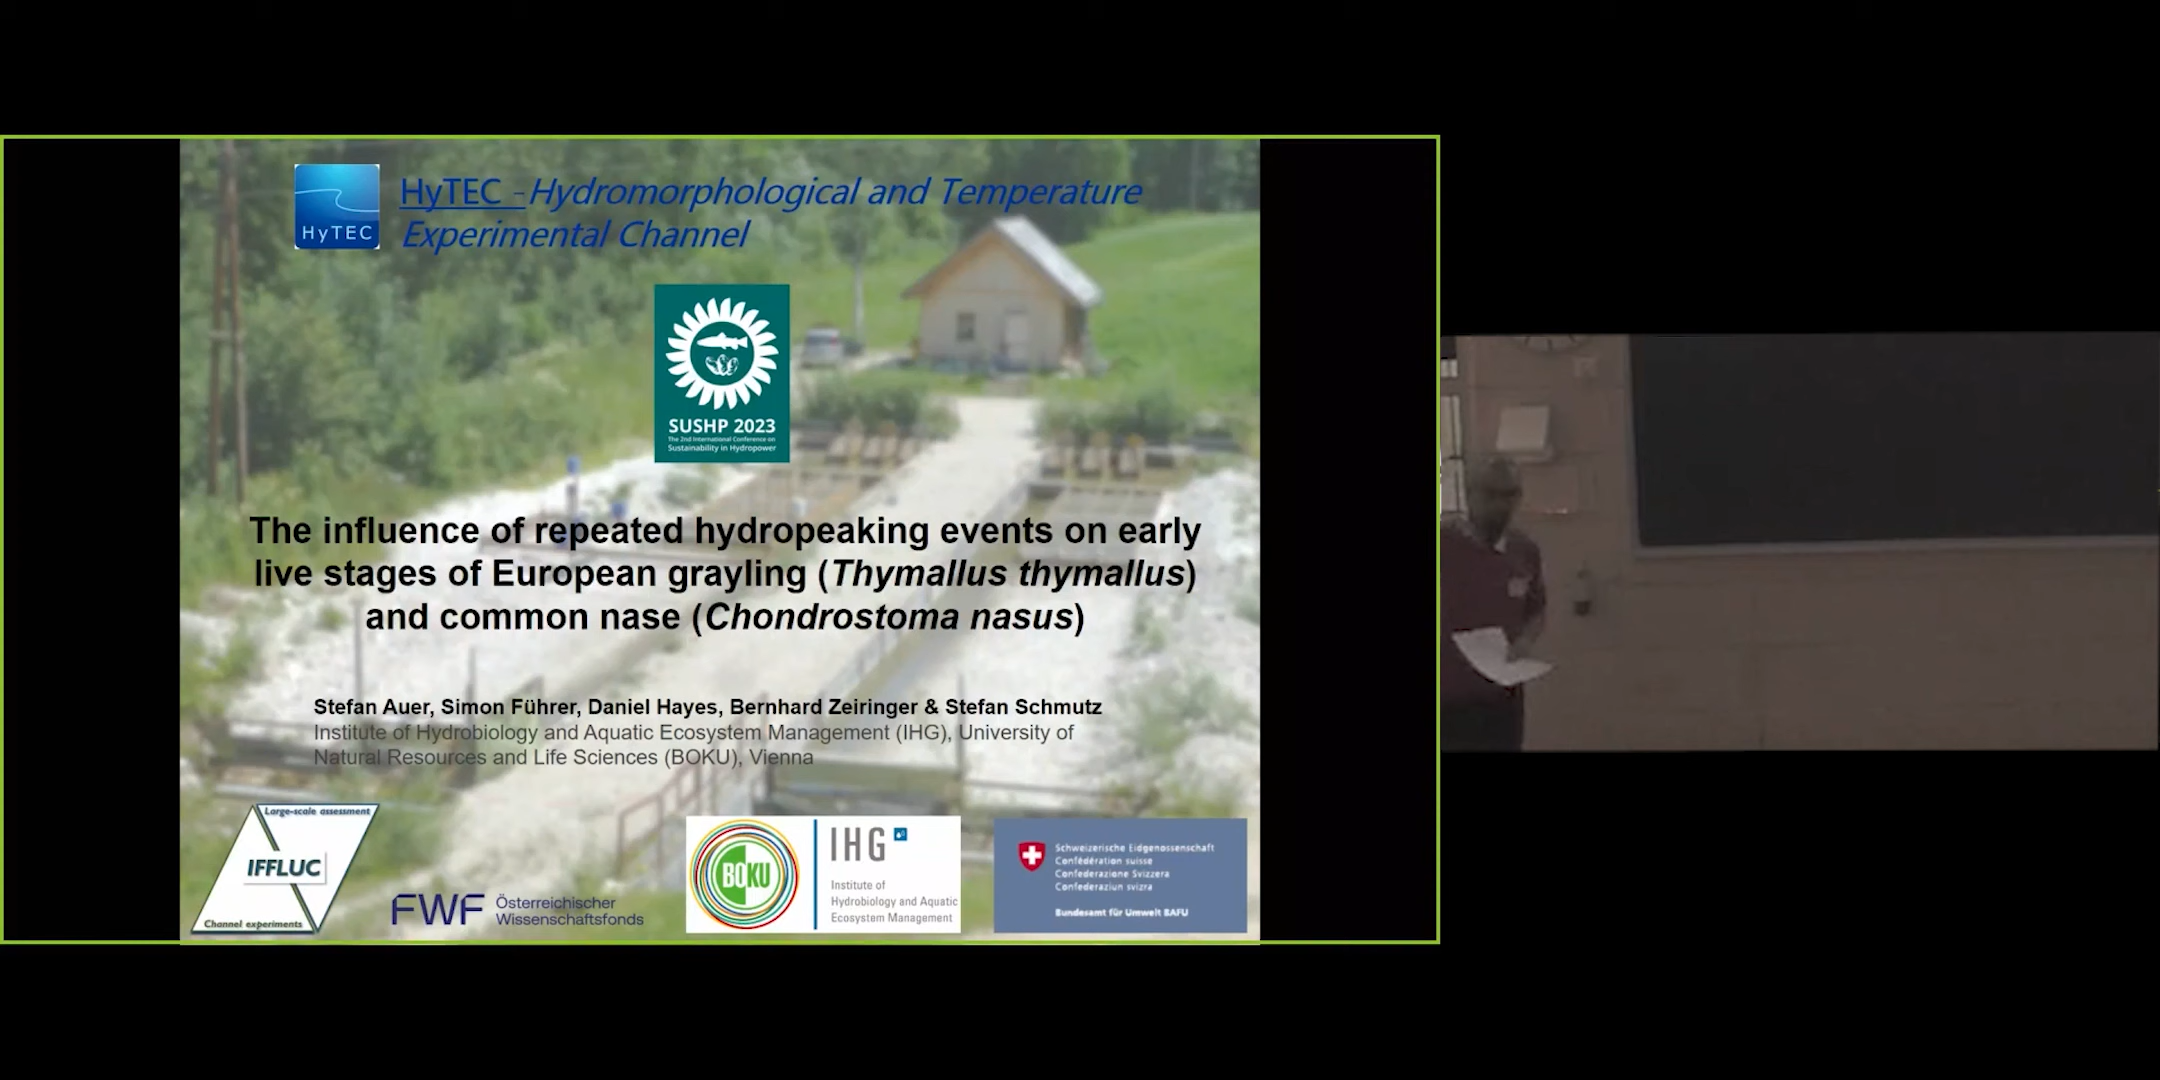 HyTEC
HyTEC -Hydromorphological and Temperature
Experimental Channel
SUSHP 2023
The 2nd International Conference on
Sustainability in Hydropower
The influence of repeated hydropeaking events on early
live stages of European grayling (Thymallus thymallus)
and common nase (Chondrostoma nasus)
Stefan Auer, Simon Führer, Daniel Hayes, Bernhard Zeiringer & Stefan Schmutz
Institute of Hydrobiology and Aquatic Ecosystem Management (IHG), University of
Natural Resources and Life Sciences (BOKU), Vienna
Large-scale assessment
IFFLUC
Channel experiments
FWF Österreichischer
Wissenschaftsfonds
BOKU
IHG
Institute of
Hydrobiology and Aquatic
Ecosystem Management
Schweizerische Eidgenossenschaft
Confédération suisse
Confederazione Svizzera
Confederaziun svizra
Bundesamt für Umwelt BAFU